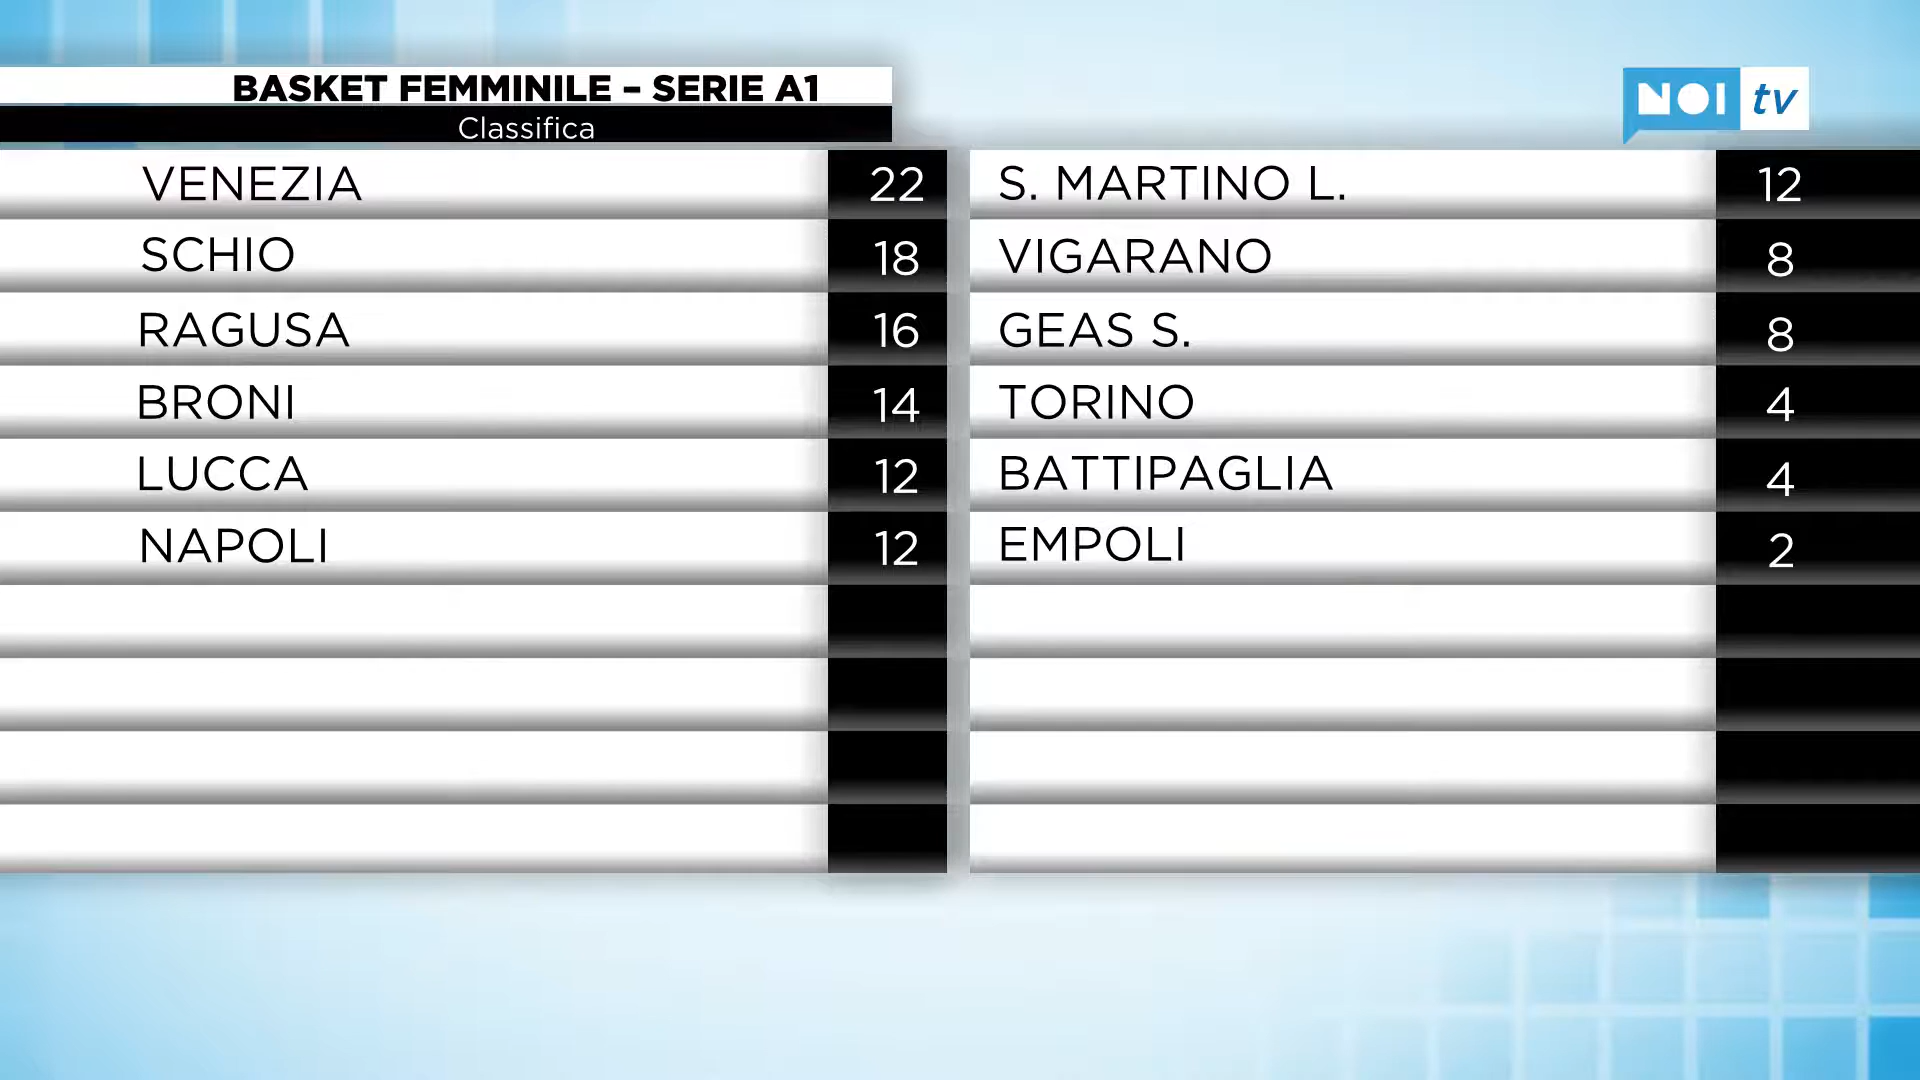 BASKET FEMMINILE – SERIE A1
Classifica
NOI tv
VENEZIA 22
SCHIO 18
RAGUSA 16
BRONI 14
LUCCA 12
NAPOLI 12
S. MARTINO L. 12
VIGARANO 8
GEAS S. 8
TORINO 4
BATTIPAGLIA 4
EMPOLI 2